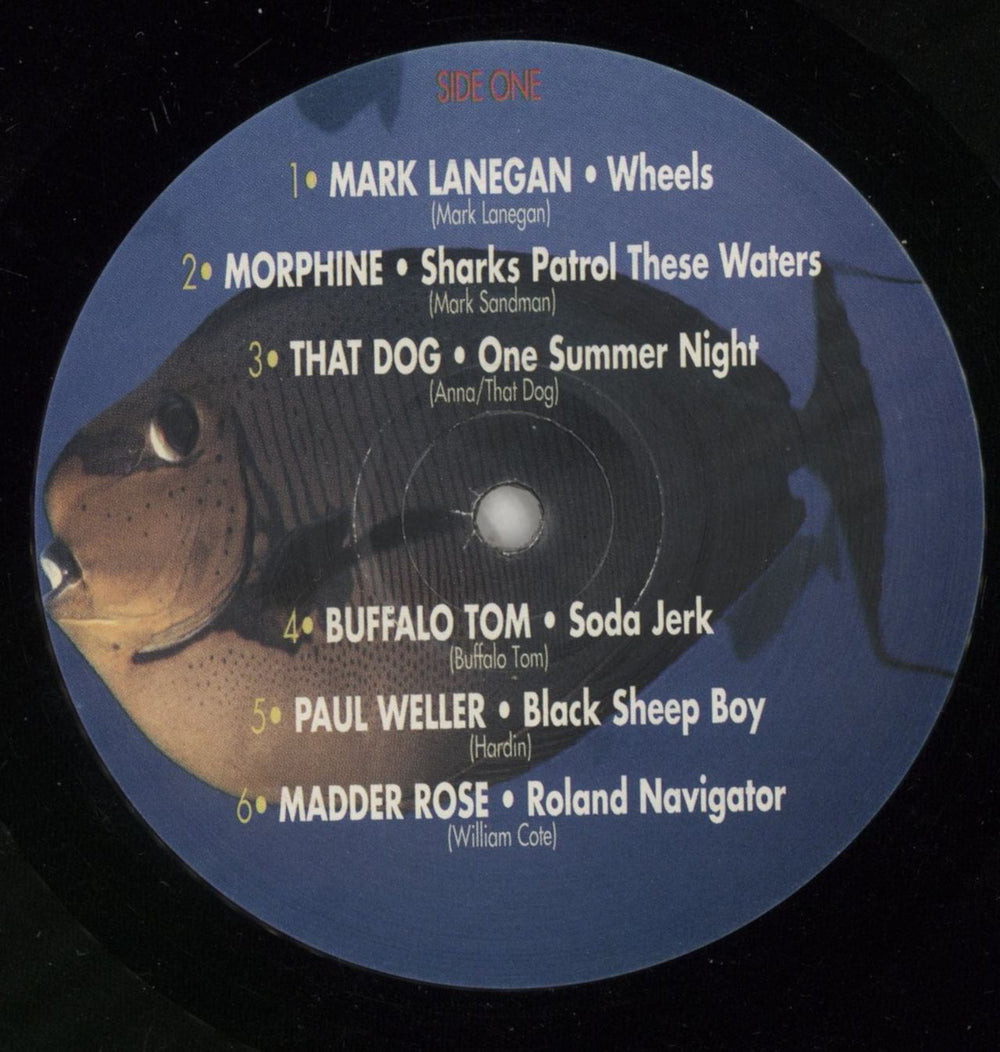 SIDE ONE
1• MARK LANEGAN • Wheels
(Mark Lanegan)
2• MORPHINE • Sharks Patrol These Waters
(Mark Sandman)
3• THAT DOG • One Summer Night
(Anna/That Dog)
4• BUFFALO TOM • Soda Jerk
(Buffalo Tom)
5• PAUL WELLER • Black Sheep Boy
(Hardin)
6• MADDER ROSE • Roland Navigator
(William Cote)